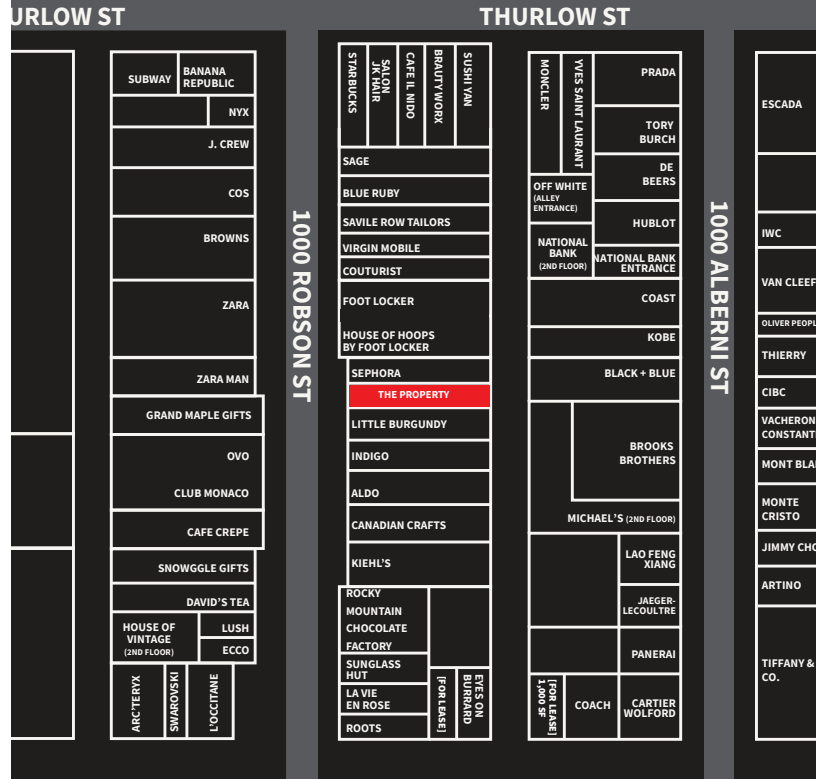 URLOW ST
THURLOW ST
SUBWAY
BANANA
REPUBLIC
NYX
J. CREW
COS
BROWNS
ZARA
ZARA MAN
GRAND MAPLE GIFTS
OVO
CLUB MONACO
CAFE CREPE
SNOWGGLE GIFTS
DAVID'S TEA
HOUSE OF
VINTAGE
(2ND FLOOR)
LUSH
ECCO
ARC'TERYX
SWAROVSKI
L'OCCITANE
1000 ROBSON ST
STARBUCKS
SALON
JK HAIR
CAFE IL NIDO
BRAUTY WORX
SUSHI YAN
SAGE
BLUE RUBY
SAVILE ROW TAILORS
VIRGIN MOBILE
COUTURIST
FOOT LOCKER
HOUSE OF HOOPS
BY FOOT LOCKER
SEPHORA
THE PROPERTY
LITTLE BURGUNDY
INDIGO
ALDO
CANADIAN CRAFTS
KIEHL'S
ROCKY
MOUNTAIN
CHOCOLATE
FACTORY
SUNGLASS
HUT
LA VIE
EN ROSE
ROOTS
[FOR LEASE]
EYES ON
BURRARD
MONCLER
YVES SAINT LAURANT
PRADA
TORY
BURCH
DE
BEERS
OFF WHITE
(ALLEY
ENTRANCE)
HUBLOT
NATIONAL
BANK
(2ND FLOOR)
NATIONAL BANK
ENTRANCE
COAST
KOBE
BLACK + BLUE
BROOKS
BROTHERS
MICHAEL'S (2ND FLOOR)
LAO FENG
XIANG
JAEGER-
LECOULTRE
PANERAI
[FOR LEASE]
1,000 SF
COACH
CARTIER
WOLFORD
1000 ALBERNI ST
ESCADA
IWC
VAN CLEEF
OLIVER PEOPL
THIERRY
CIBC
VACHERON
CONSTANT
MONT BLA
MONTE
CRISTO
JIMMY CHO
ARTINO
TIFFANY &
CO.